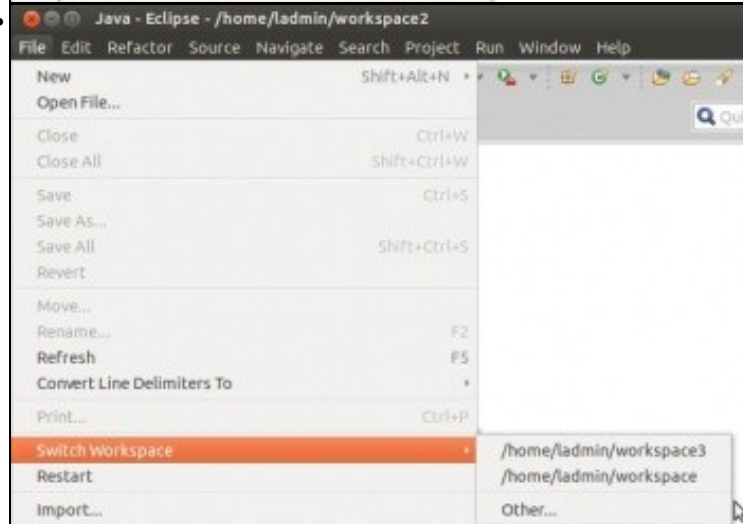 Java - Eclipse - /home/ladmin/workspace2
File Edit Refactor Source Navigate Search Project Run Window Help
New Shift+Alt+N
Open File...
Close Ctrl+W
Close All Shift+Ctrl+W
Save Ctrl+S
Save As...
Save All Shift+Ctrl+S
Revert
Move...
Rename... F2
Refresh F5
Convert Line Delimiters To
Print... Ctrl+P
Switch Workspace
Restart
Import...
/home/ladmin/workspace3
/home/ladmin/workspace
Other...